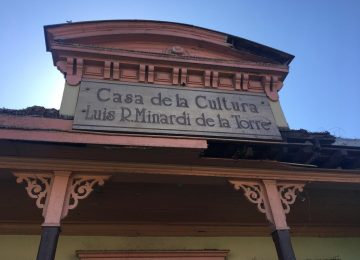 Casa de la Cultura
Luis R. Minardi de la Torre